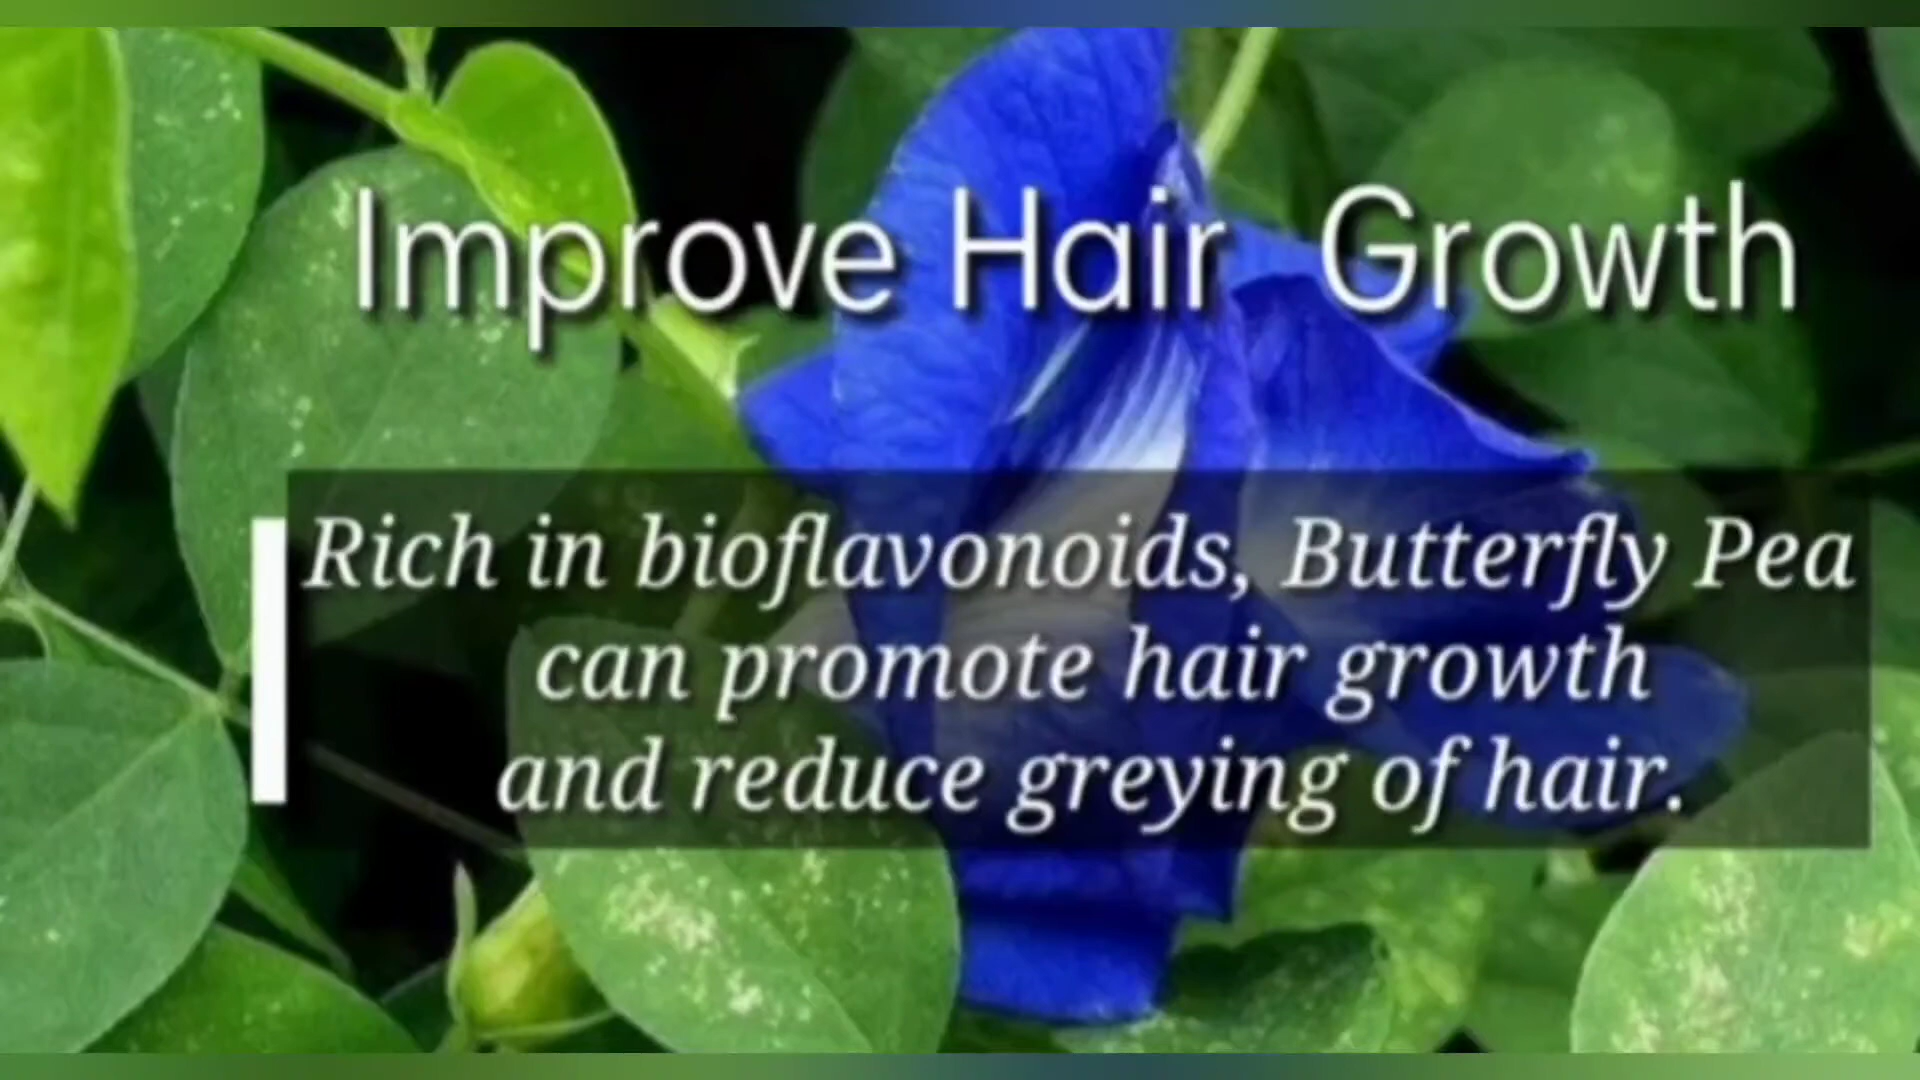 Improve Hair Growth
Rich in bioflavonoids, Butterfly Pea
can promote hair growth
and reduce greying of hair.